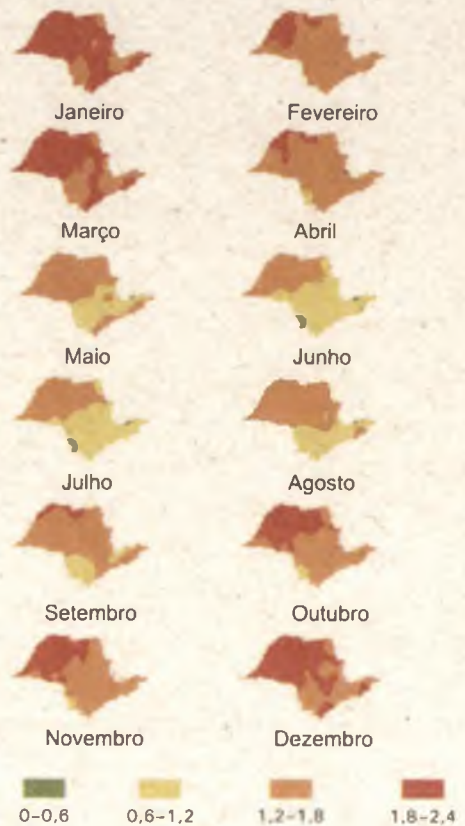 Janeiro Fevereiro
Março Abril
Maio Junho
Julho Agosto
Setembro Outubro
Novembro Dezembro
0-0,6 0,6-1,2 1,2-1,8 1,8-2,4